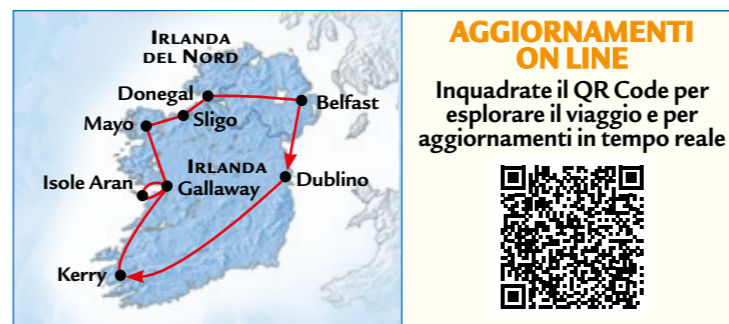 IRLANDA
DEL NORD
Donegal
Belfast
Sligo
Mayo
IRLANDA
Isole Aran
Gallaway
Dublino
Kerry
AGGIORNAMENTI
ON LINE
Inquadrate il QR Code per
esplorare il viaggio e per
aggiornamenti in tempo reale